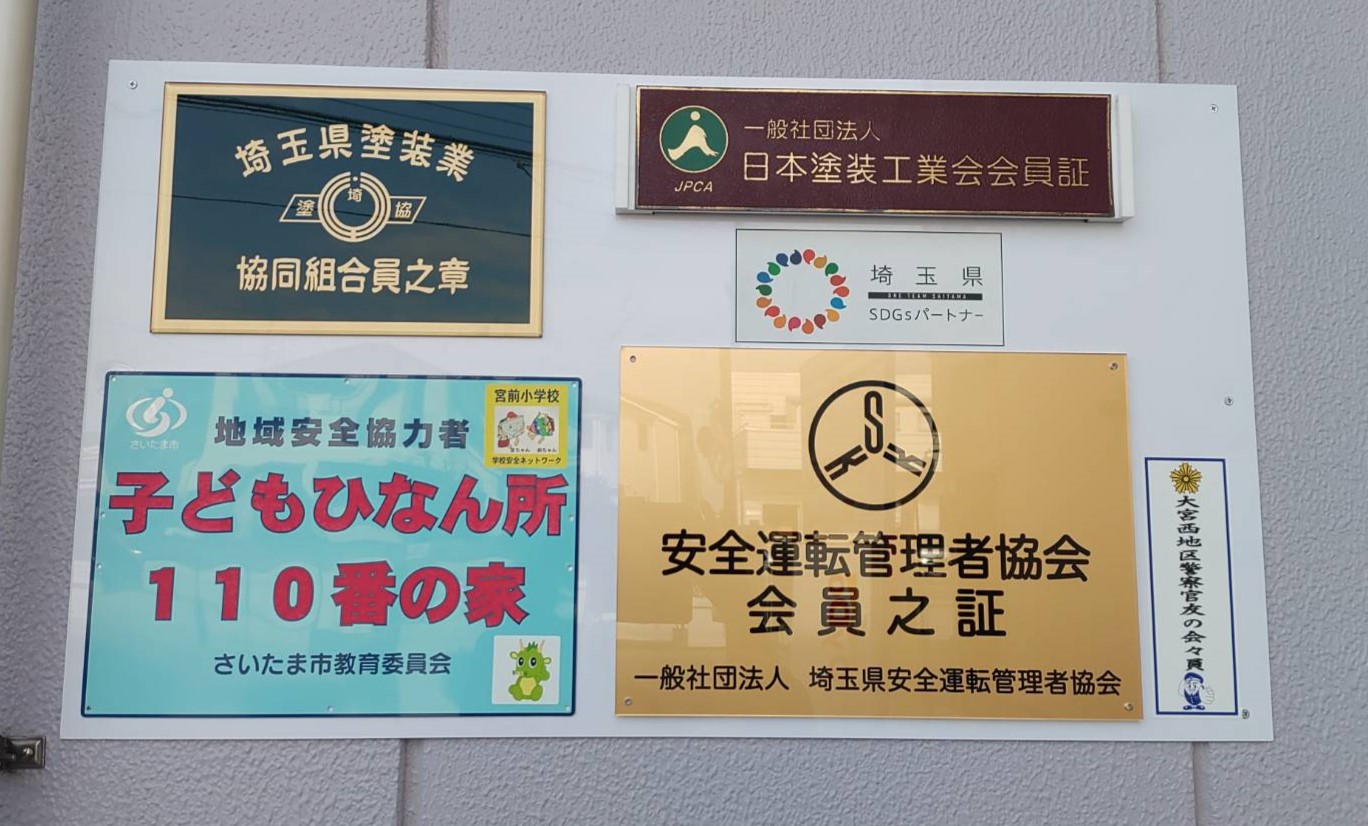 埼玉県塗装業
塗 埼 協
協同組合員之章
一般社団法人
日本塗装工業会会員証
JPCA
埼玉県
ONE TEAM SAITAMA
SDGsパートナー
さいたま市
地域安全協力者
宮前小学校
学校安全ネットワーク
子どもひなん所
110番の家
さいたま市教育委員会
SKK
安全運転管理者協会
会員之証
一般社団法人 埼玉県安全運転管理者協会
大宮西地区警察官友の会々員